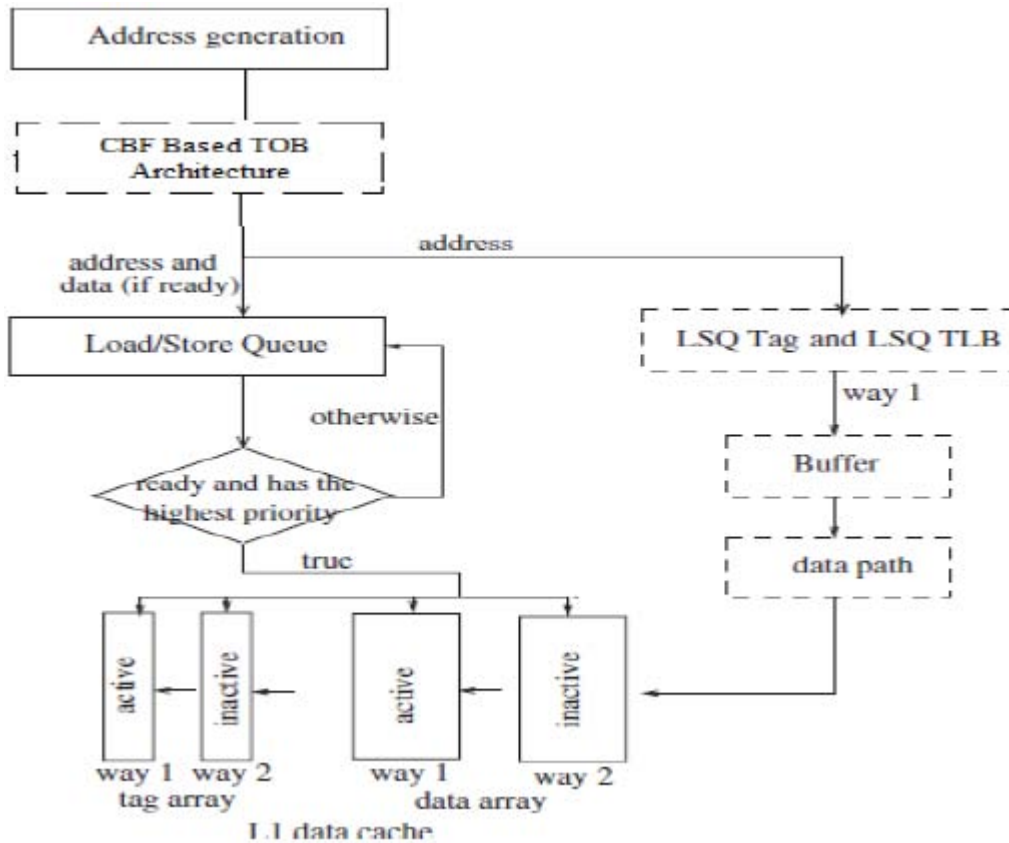 Address generation
CBF Based TOB
Architecture
address
address and
data (if ready)
Load/Store Queue
LSQ Tag and LSQ TLB
way 1
otherwise
Buffer
ready and has the
highest priority
true
data path
active
inactive
active
inactive
way 1
way 2
way 1
way 2
tag array
data array
L1 data cache